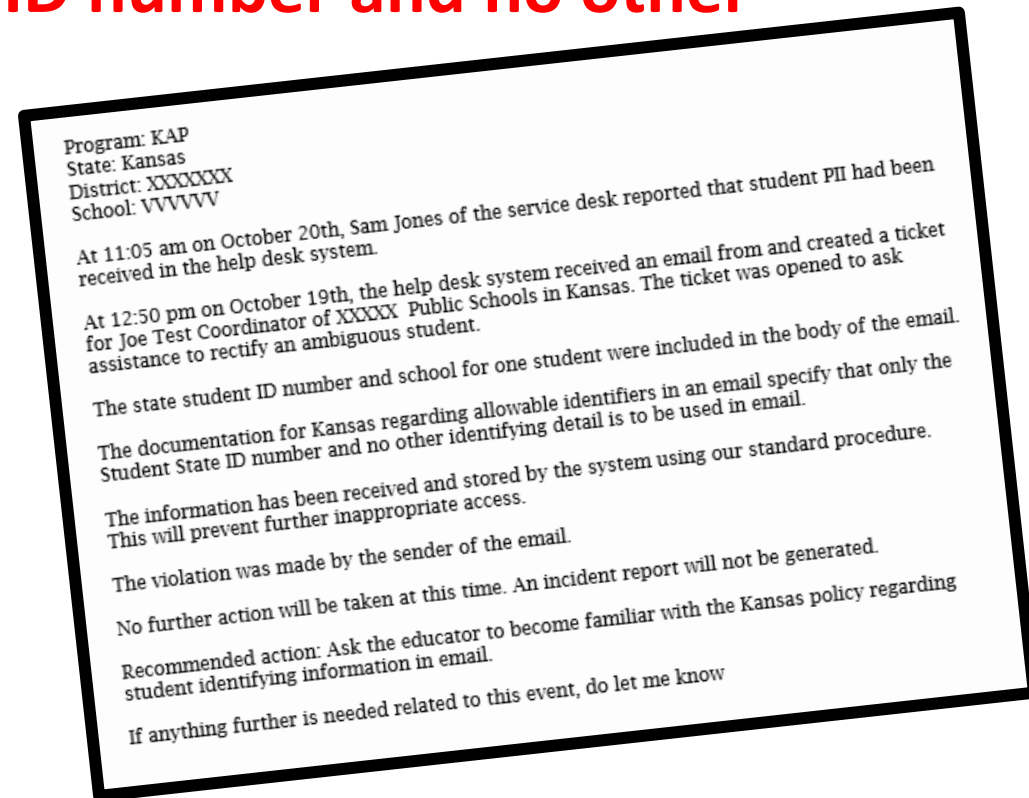 ID number and no other
Program: KAP
State: Kansas
District: XXXXXXX
School: VVVVVV
At 11:05 am on October 20th, Sam Jones of the service desk reported that student PII had been
received in the help desk system.
At 12:50 pm on October 19th, the help desk system received an email from and created a ticket
for Joe Test Coordinator of XXXXX Public Schools in Kansas. The ticket was opened to ask
assistance to rectify an ambiguous student.
The state student ID number and school for one student were included in the body of the email.
The documentation for Kansas regarding allowable identifiers in an email specify that only the
Student State ID number and no other identifying detail is to be used in email.
The information has been received and stored by the system using our standard procedure.
This will prevent further inappropriate access.
The violation was made by the sender of the email.
No further action will be taken at this time. An incident report will not be generated.
Recommended action: Ask the educator to become familiar with the Kansas policy regarding
student identifying information in email.
If anything further is needed related to this event, do let me know